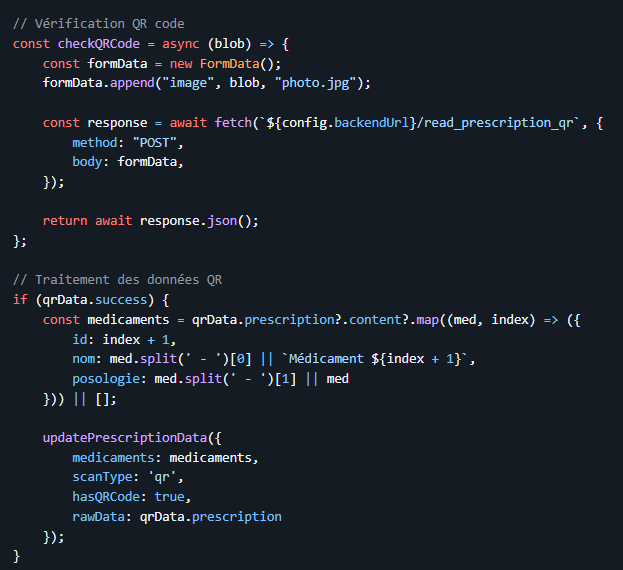 // Vérification QR code
const checkQRCode = async (blob) => {
    const formData = new FormData();
    formData.append("image", blob, "photo.jpg");

    const response = await fetch(`${config.backendUrl}/read_prescription_qr`, {
        method: "POST",
        body: formData,
    });

    return await response.json();
};

// Traitement des données QR
if (qrData.success) {
    const medicaments = qrData.prescription?.content?.map((med, index) => ({
        id: index + 1,
        nom: med.split(' - ')[0] || `Médicament ${index + 1}`,
        posologie: med.split(' - ')[1] || med
    })) || [];

    updatePrescriptionData({
        medicaments: medicaments,
        scanType: 'qr',
        hasQRCode: true,
        rawData: qrData.prescription
    });
}